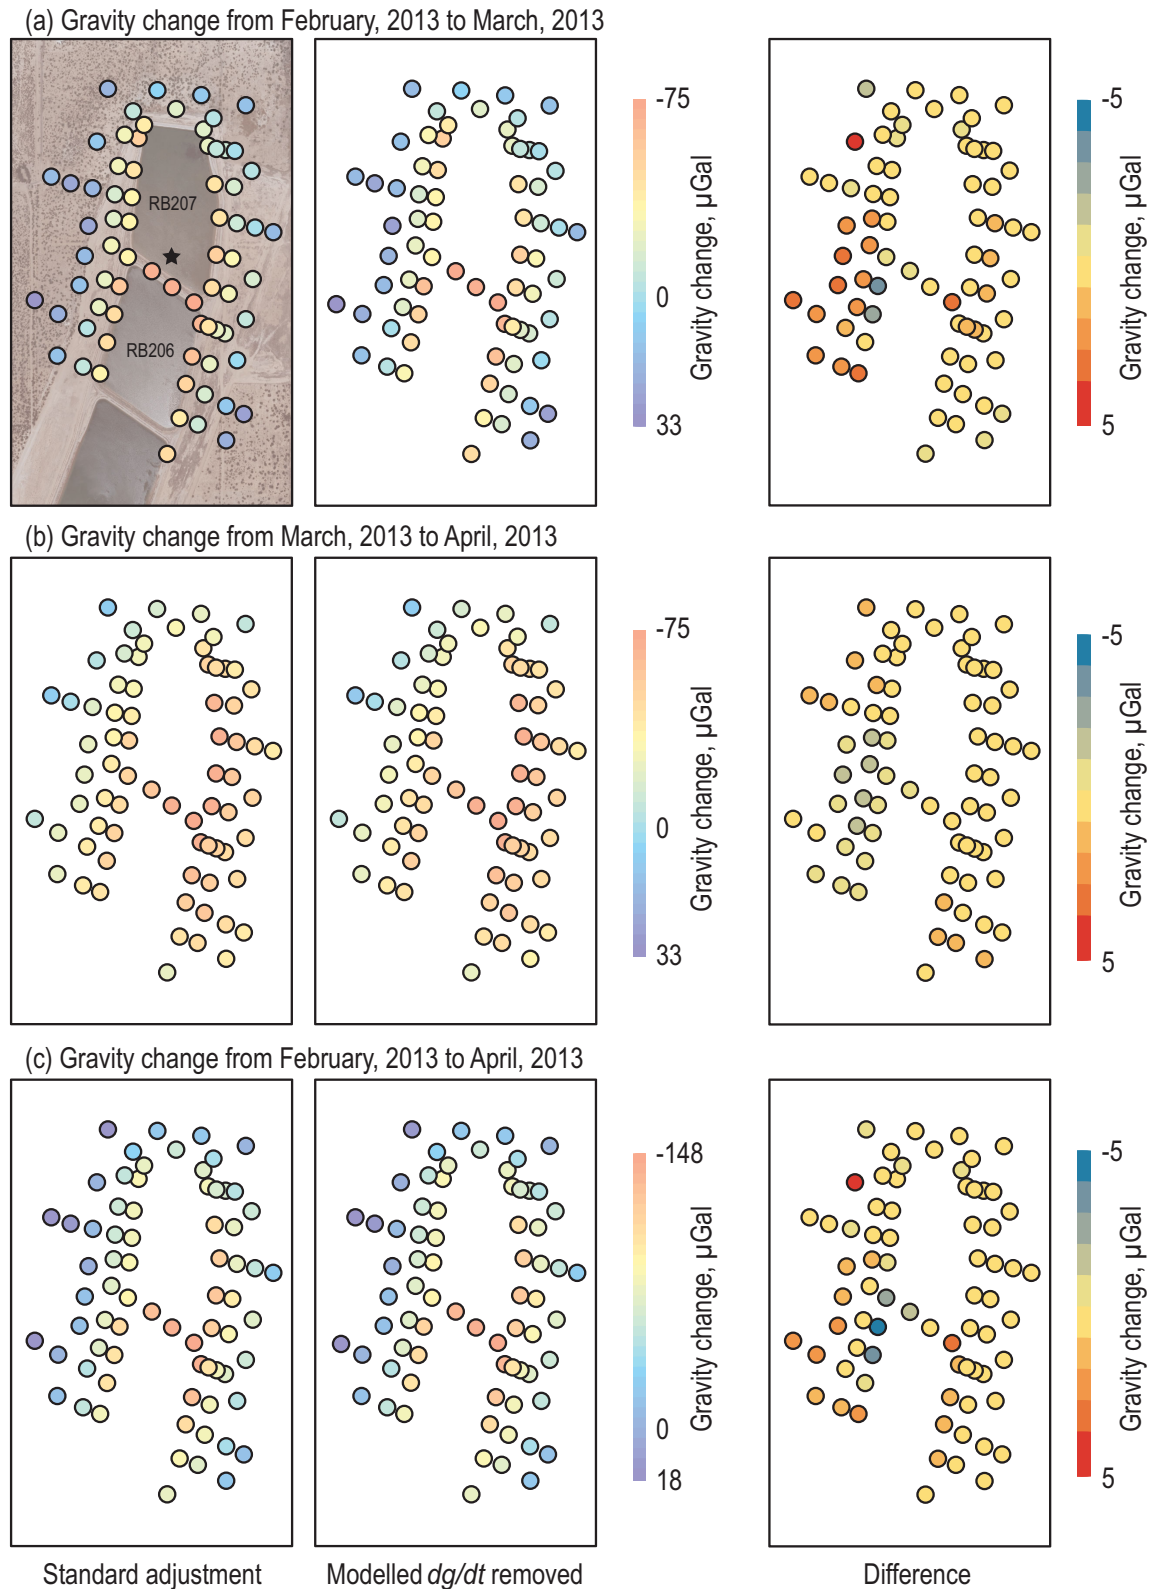 (a) Gravity change from February, 2013 to March, 2013
RB207
RB206
-75
0
33
Gravity change, µGal
-5
5
Gravity change, µGal
(b) Gravity change from March, 2013 to April, 2013
-75
0
33
Gravity change, µGal
-5
5
Gravity change, µGal
(c) Gravity change from February, 2013 to April, 2013
-148
0
18
Gravity change, µGal
-5
5
Gravity change, µGal
Standard adjustment
Modelled dg/dt removed
Difference